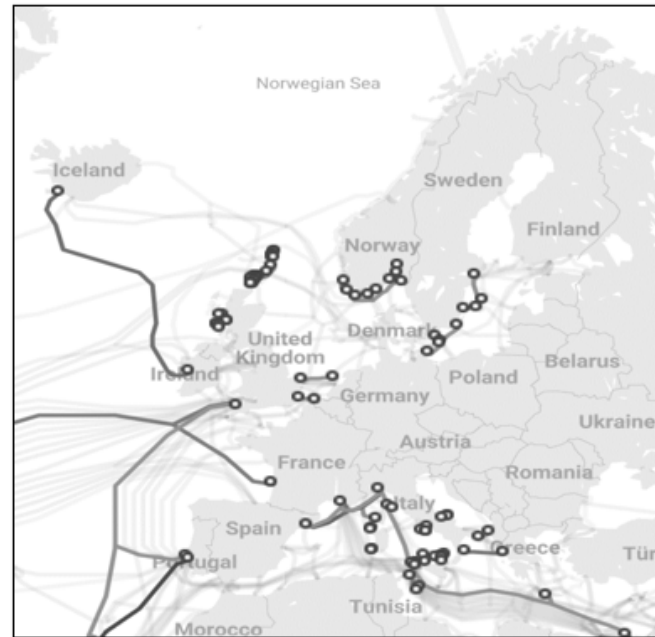 Norwegian Sea
Iceland
Sweden
Finland
Norway
United
Kingdom
Denmark
Ireland
Belarus
Poland
Germany
Ukraine
Austria
France
Romania
Italy
Spain
Greece
Portugal
Tür
Tunisia
Morocco